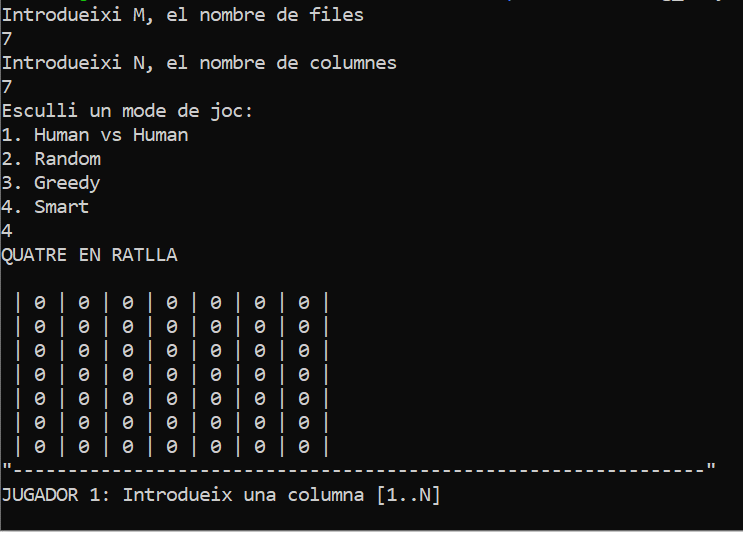 Introdueixi M, el nombre de files
7
Introdueixi N, el nombre de columnes
7
Esculli un mode de joc:
1. Human vs Human
2. Random
3. Greedy
4. Smart
4
QUATRE EN RATLLA
| 0 | 0 | 0 | 0 | 0 | 0 | 0 |
| 0 | 0 | 0 | 0 | 0 | 0 | 0 |
| 0 | 0 | 0 | 0 | 0 | 0 | 0 |
| 0 | 0 | 0 | 0 | 0 | 0 | 0 |
| 0 | 0 | 0 | 0 | 0 | 0 | 0 |
| 0 | 0 | 0 | 0 | 0 | 0 | 0 |
| 0 | 0 | 0 | 0 | 0 | 0 | 0 |
"---------------------------------------------------------------"
JUGADOR 1: Introdueix una columna [1..N]